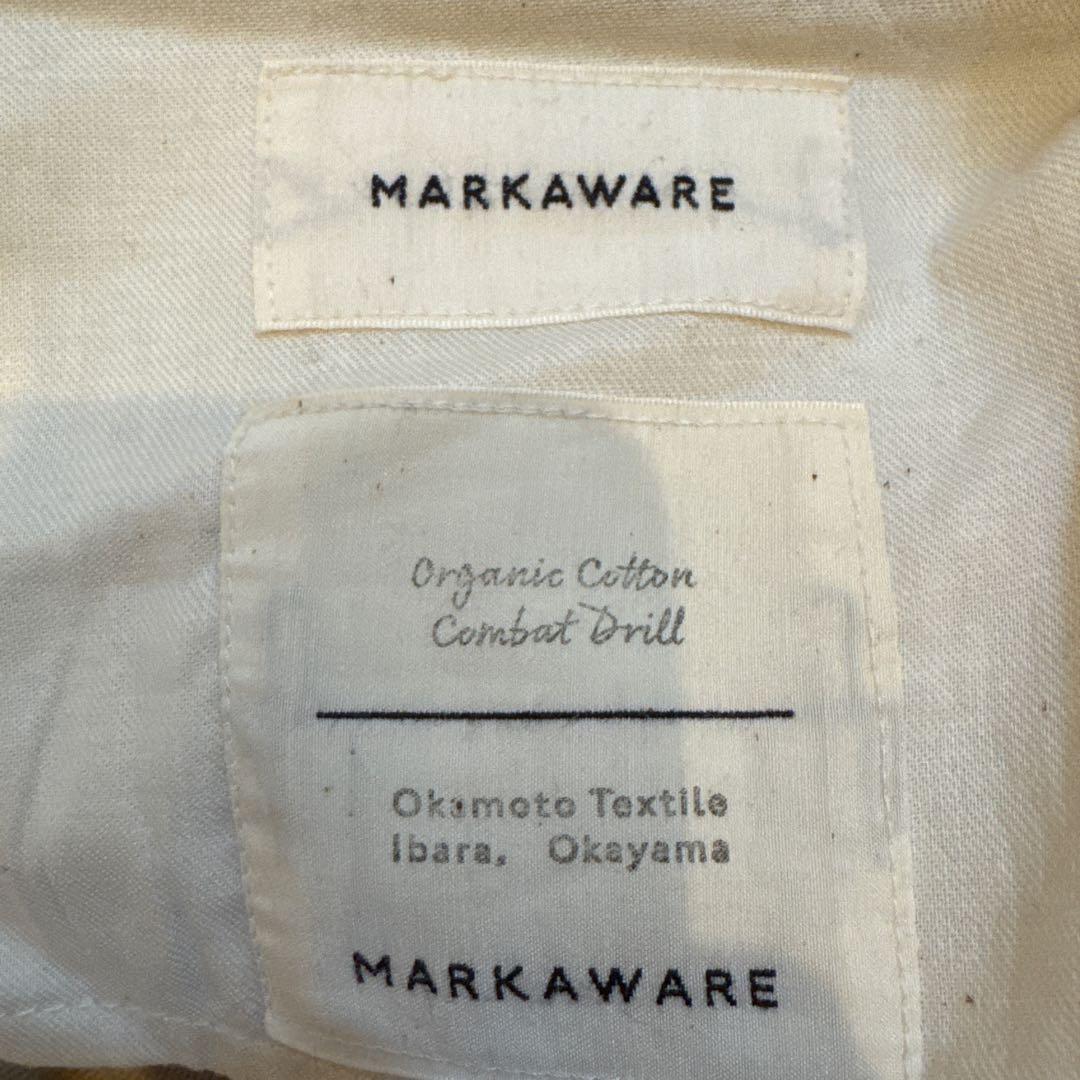 MARKAWARE
Organic Cotton
Combat Drill
Okamoto Textile
Ibara, Okayama
MARKAWARE